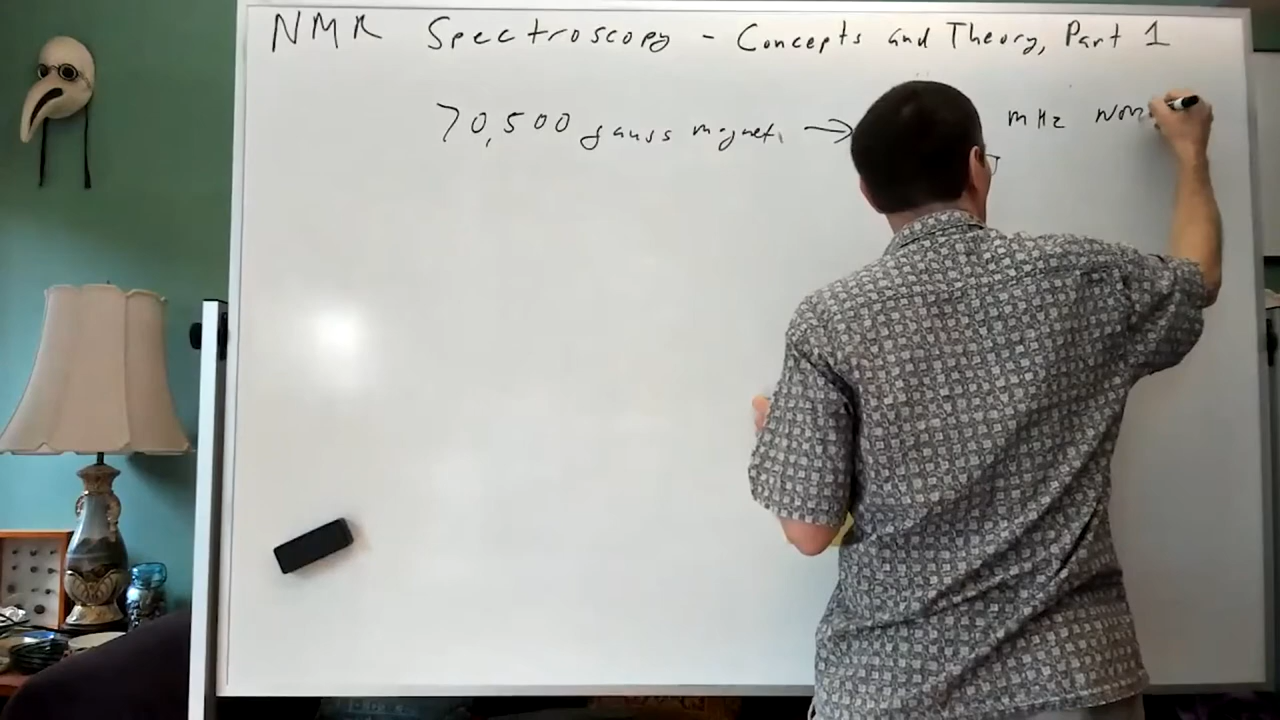 NMR Spectroscopy - Concepts and Theory, Part 1
70,500 gauss magnet → MHz